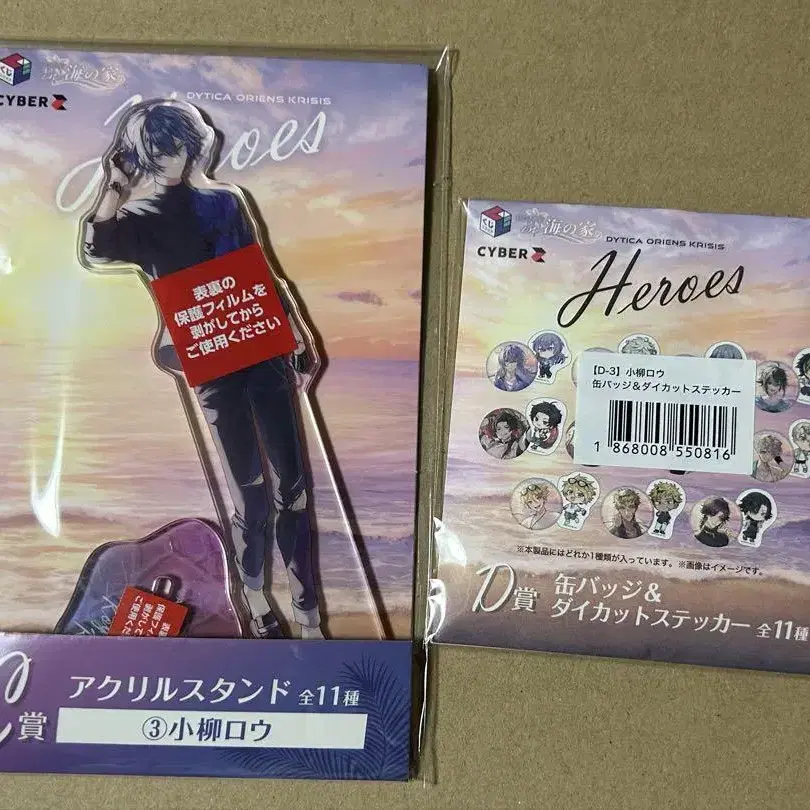 くじ
海の家
CYBER Z
DYTICA ORIENS KRISIS
Heroes
表裏の
保護フィルムを
剥がしてから
ご使用ください
賞
アクリルスタンド 全11種
③小柳ロウ
くじ
海の家
CYBER Z
DYTICA ORIENS KRISIS
Heroes
【D-3】小柳ロウ
缶バッジ&ダイカットステッカー
1 868008 550816
※本製品にはどれか1種類が入っています。 ※画像はイメージです。
D賞
缶バッジ&
ダイカットステッカー 全11種